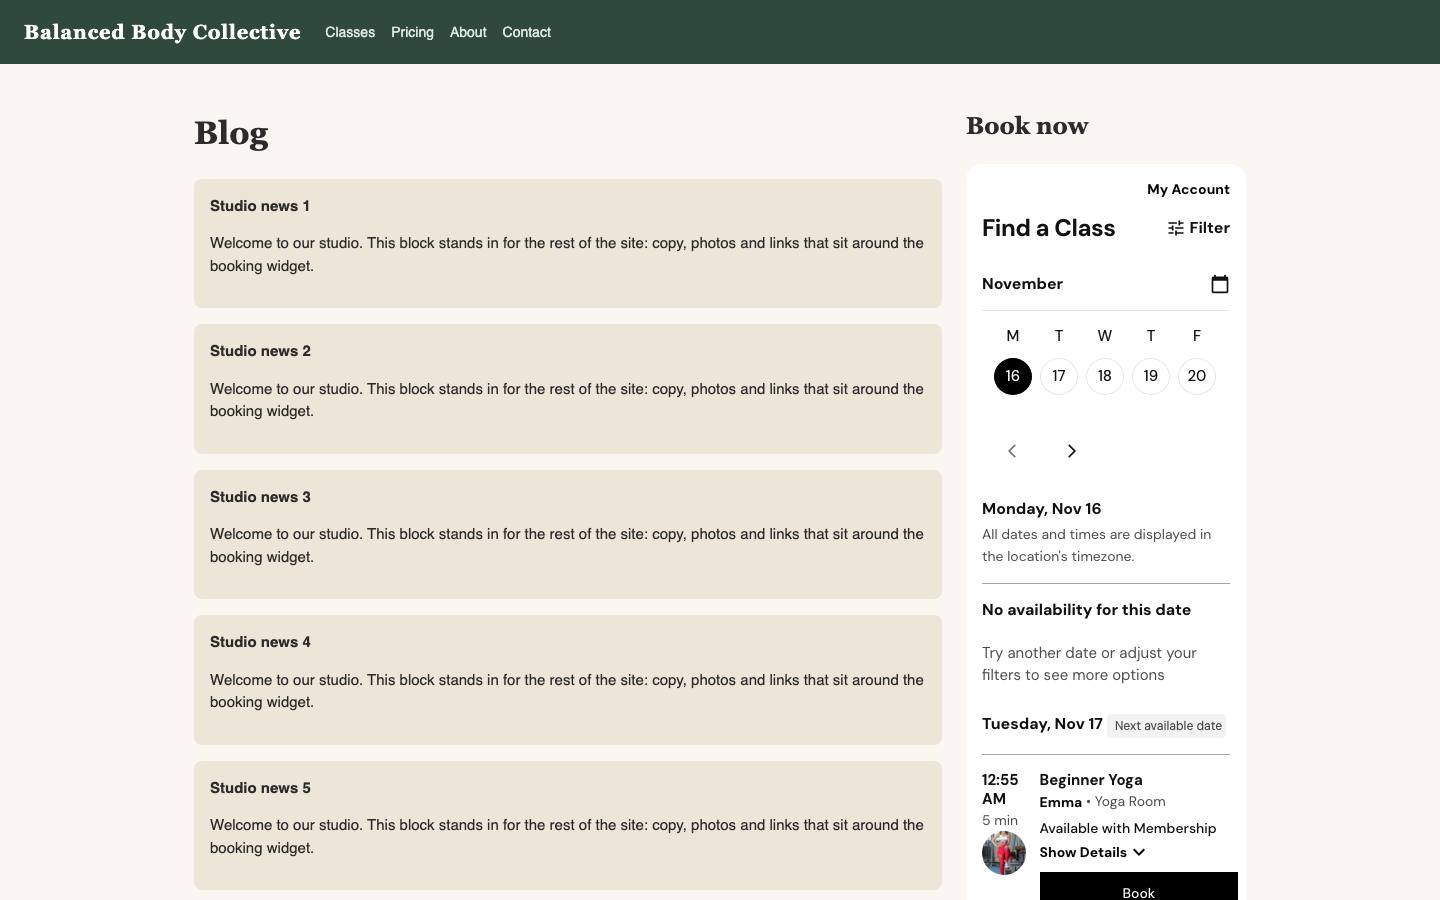 Balanced Body Collective
Classes Pricing About Contact
Blog
Studio news 1
Welcome to our studio. This block stands in for the rest of the site: copy, photos and links that sit around the
booking widget.
Studio news 2
Welcome to our studio. This block stands in for the rest of the site: copy, photos and links that sit around the
booking widget.
Studio news 3
Welcome to our studio. This block stands in for the rest of the site: copy, photos and links that sit around the
booking widget.
Studio news 4
Welcome to our studio. This block stands in for the rest of the site: copy, photos and links that sit around the
booking widget.
Studio news 5
Welcome to our studio. This block stands in for the rest of the site: copy, photos and links that sit around the
booking widget.
Book now
My Account
Find a Class
Filter
November
M T W T F
16 17 18 19 20
Monday, Nov 16
All dates and times are displayed in
the location's timezone.
No availability for this date
Try another date or adjust your
filters to see more options
Tuesday, Nov 17 Next available date
12:55
AM
5 min
Beginner Yoga
Emma • Yoga Room
Available with Membership
Show Details
Book